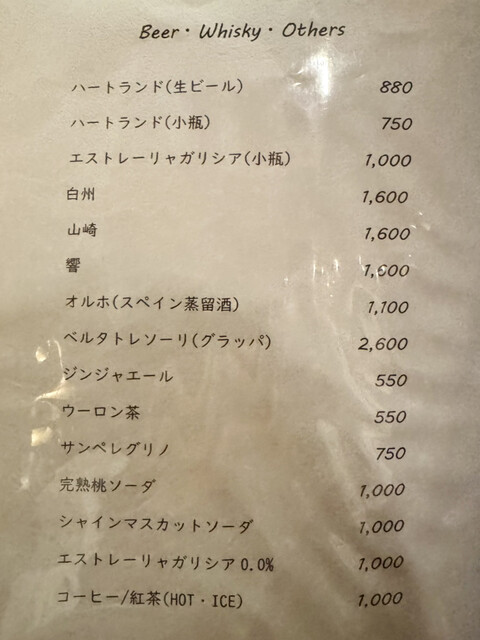 Beer・Whisky・Others
ハートランド(生ビール) 880
ハートランド(小瓶) 750
エストレーリャガリシア(小瓶) 1,000
白州 1,600
山崎 1,600
響 1,600
オルホ(スペイン蒸留酒) 1,100
ベルタトレソーリ(グラッパ) 2,600
ジンジャエール 550
ウーロン茶 550
サンペレグリノ 750
完熟桃ソーダ 1,000
シャインマスカットソーダ 1,000
エストレーリャガリシア0.0% 1,000
コーヒー/紅茶(HOT・ICE) 1,000